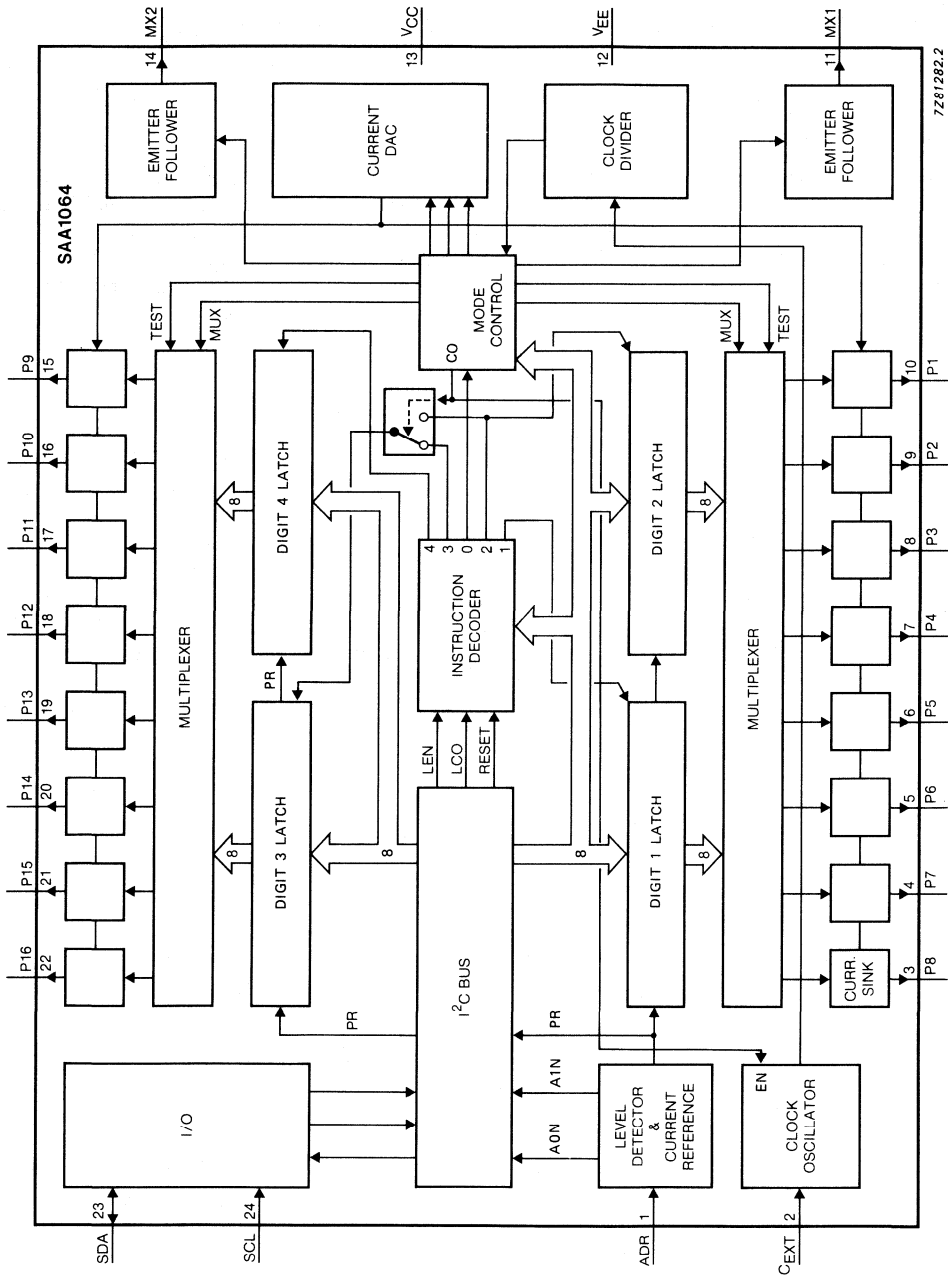 SAA1064
P16
P15
P14
P13
P12
P11
P10
P9
22
21
20
19
18
17
16
15
14 MX2
EMITTER
FOLLOWER
13 VCC
CURRENT
DAC
12 VEE
CLOCK
DIVIDER
11 MX1
EMITTER
FOLLOWER
TEST
MUX
MULTIPLEXER
8
8
DIGIT 3 LATCH
PR
DIGIT 4 LATCH
PR
8
I/O
SDA 23
SCL 24
I²C BUS
LEN
LCO
RESET
INSTRUCTION
DECODER
4
3
0
2
1
CO
MODE
CONTROL
8
A0N
A1N
PR
ADR 1
LEVEL
DETECTOR
&
CURRENT
REFERENCE
DIGIT 1 LATCH
DIGIT 2 LATCH
8
8
MUX
TEST
MULTIPLEXER
CEXT 2
EN
CLOCK
OSCILLATOR
CURR.
SINK
3
4
5
6
7
8
9
10
P8
P7
P6
P5
P4
P3
P2
P1
7Z81282.2